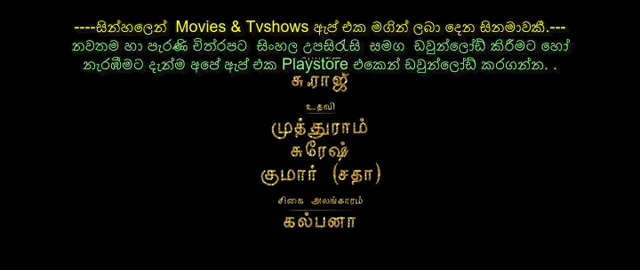 ----සින්හලෙන්  Movies & Tvshows ඇප් එක මගින් ලබා දෙන සිනමාවකී.---
නවතම හා පැරණි චිත්රපට  සිංහල උපසිරැසි  සමග  ඩවුන්ලෝඩ් කිරීමට හෝ
නැරඹීමට දැන්ම අපේ ඇප් එක Playstore එකෙන් ඩවුන්ලෝඩ් කරගන්න. .
சுராஜ்
உதவி
முத்துராம்
சுரேஷ்
குமார் (சதா)
சிகை அலங்காரம்
கல்பனா